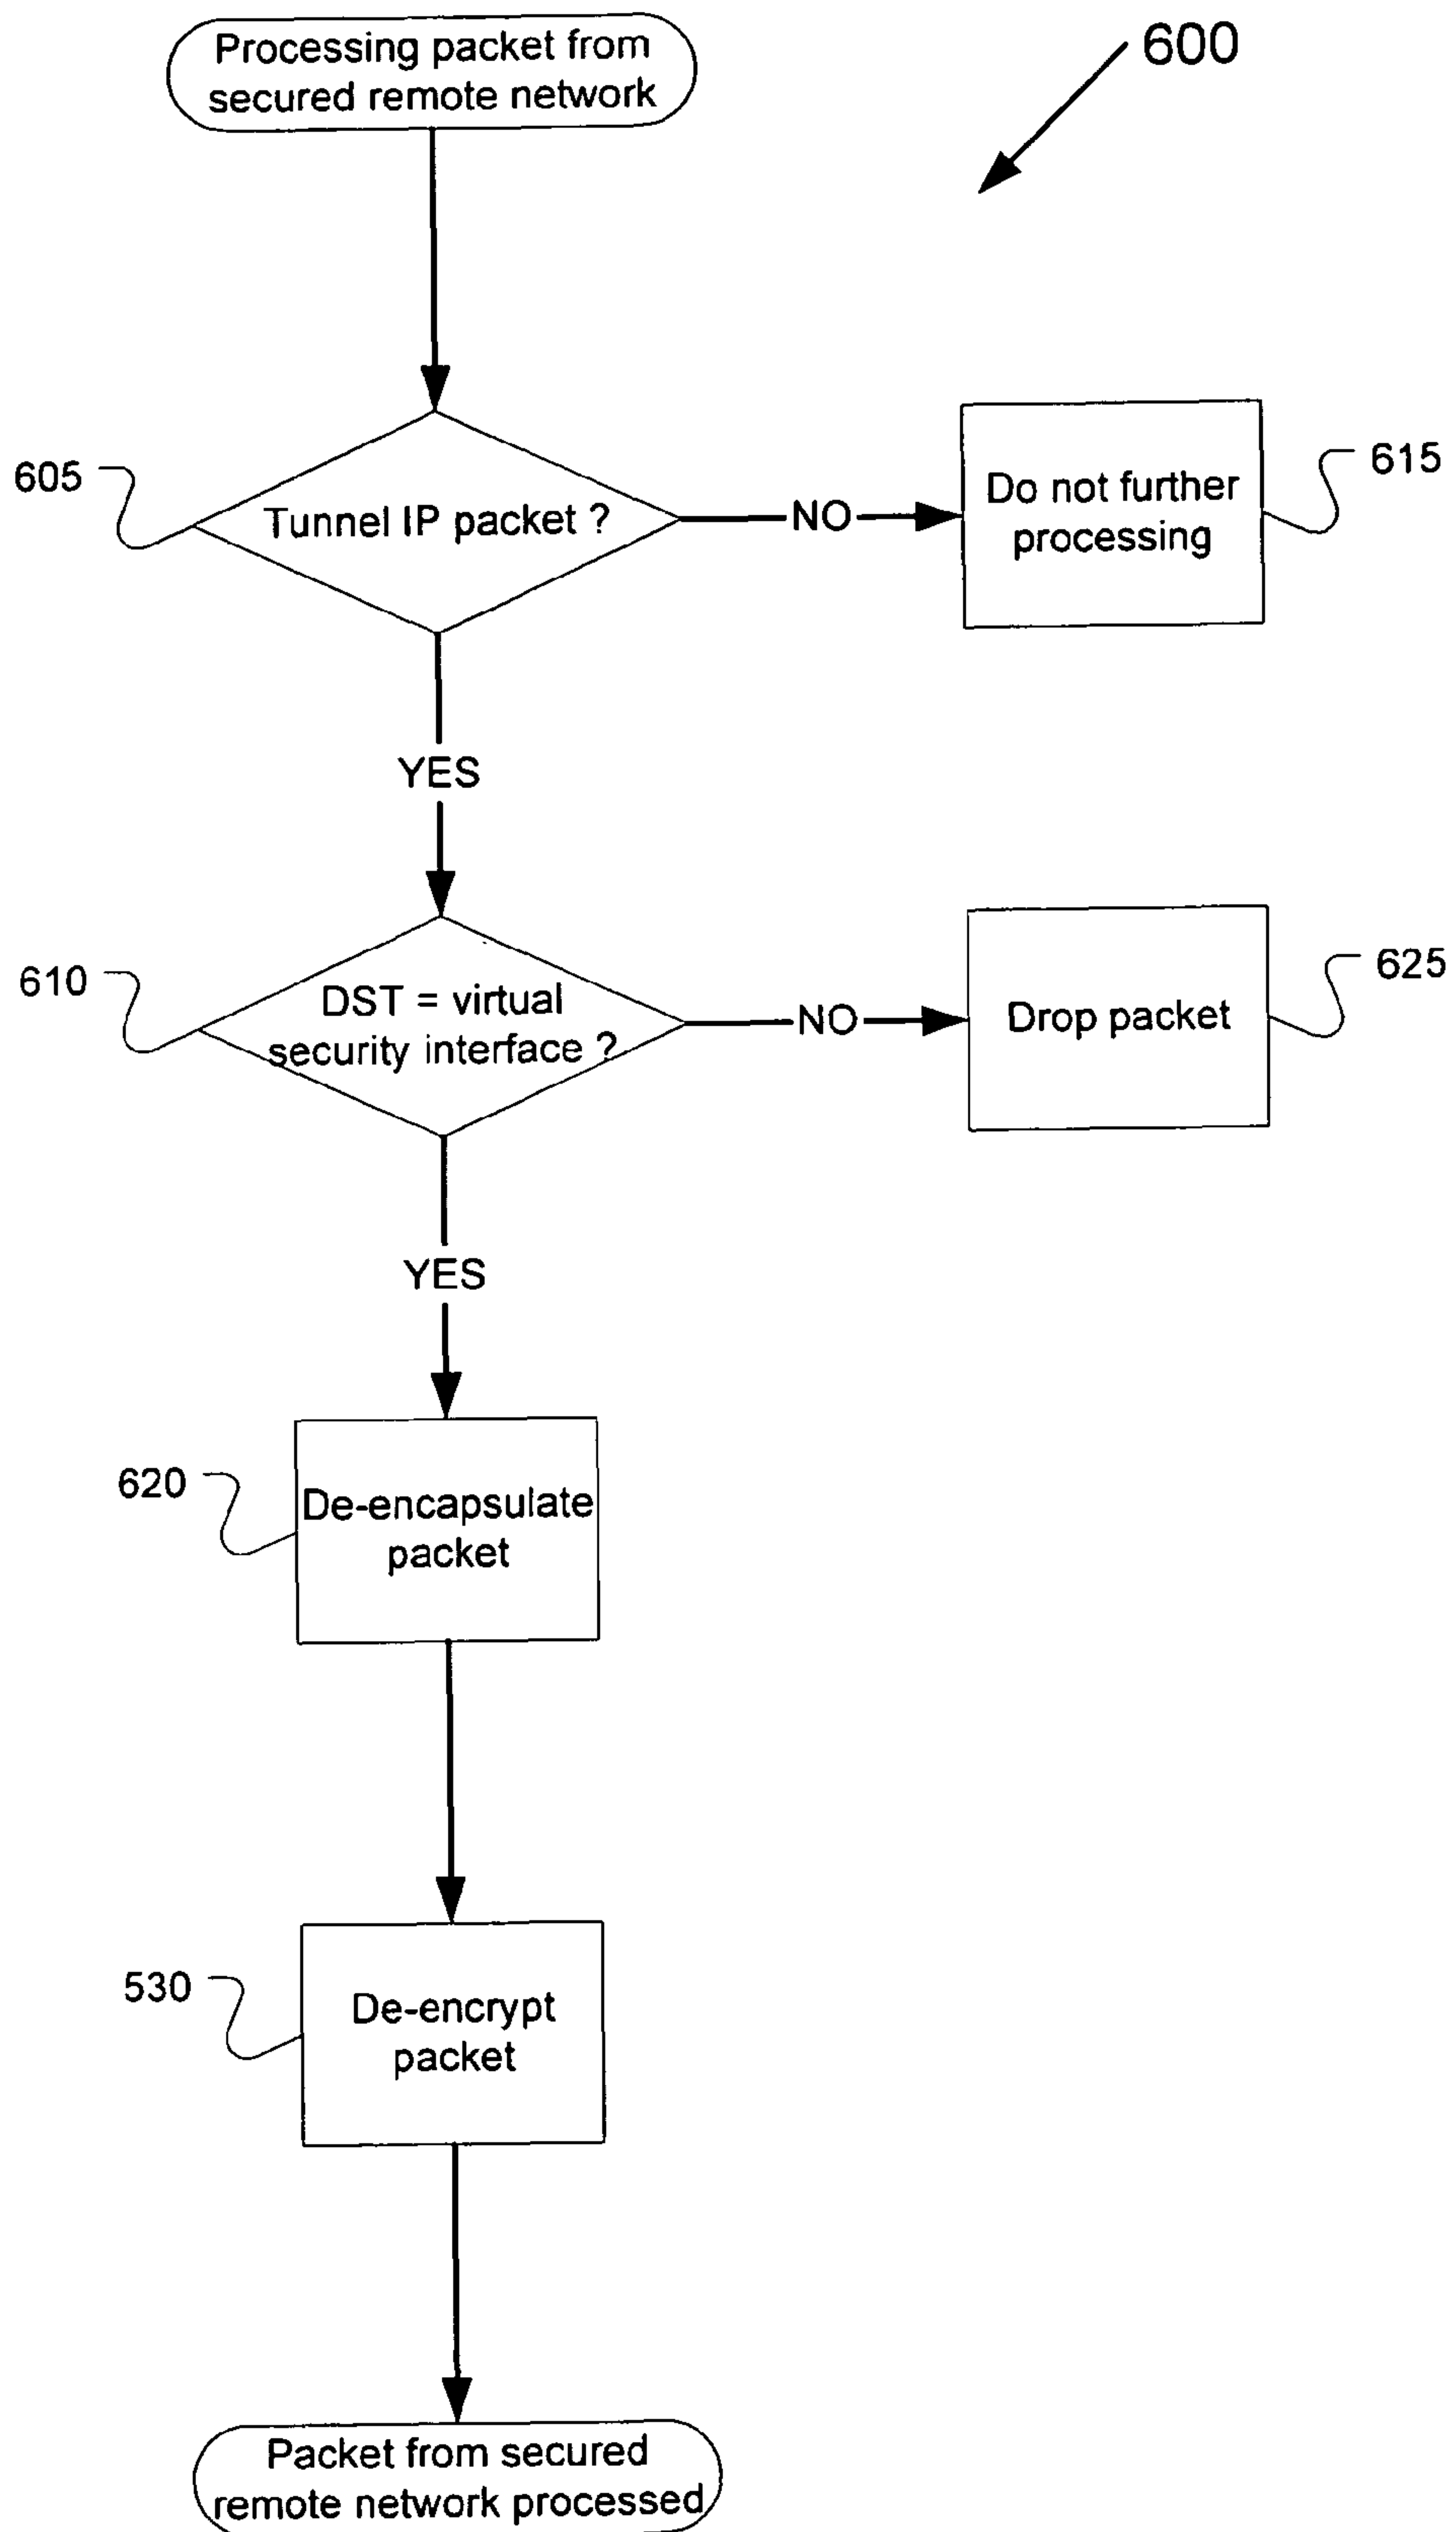 Processing packet from
secured remote network
600
605
Tunnel IP packet ?
NO
Do not further
processing
615
YES
610
DST = virtual
security interface ?
NO
Drop packet
625
YES
620
De-encapsulate
packet
530
De-encrypt
packet
Packet from secured
remote network processed